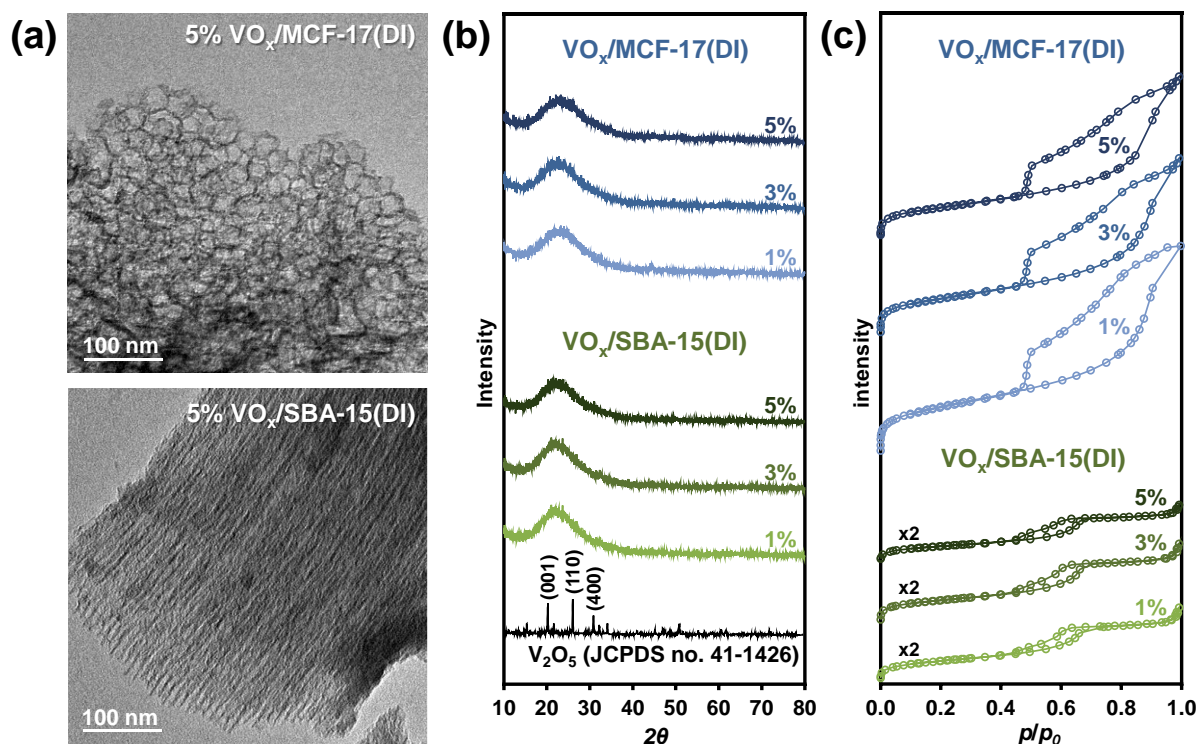 (a)
5% VOx/MCF-17(DI)
100 nm
5% VOx/SBA-15(DI)
100 nm
(b)
VOx/MCF-17(DI)
5%
3%
1%
VOx/SBA-15(DI)
5%
3%
1%
(001)
(110)
(400)
V2O5 (JCPDS no. 41-1426)
Intensity
10 20 30 40 50 60 70 80
2θ
(c)
VOx/MCF-17(DI)
5%
3%
1%
VOx/SBA-15(DI)
5%
x2
3%
x2
1%
x2
intensity
0.0 0.2 0.4 0.6 0.8 1.0
p/p0